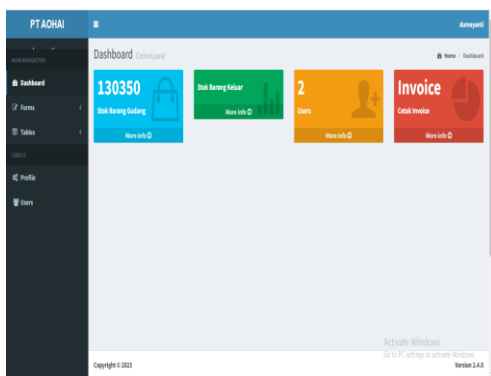 PT AOHAI
dumayanti
MAIN NAVIGATION
Dashboard
Forms
Tables
LABELS
Profile
Users
Dashboard Control panel
Home > Dashboard
130350
Stok Barang Gudang
More info
Stok Barang Keluar
More info
2
Users
More info
Invoice
Cetak Invoice
More info
Activate Windows
Go to PC settings to activate Windows.
Copyright © 2023
Version 2.4.0